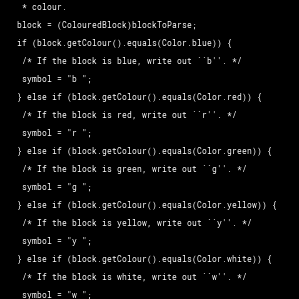 * colour.
block = (ColouredBlock)blockToParse;
if (block.getColour().equals(Color.blue)) {
/* If the block is blue, write out ``b''. */
symbol = "b ";
} else if (block.getColour().equals(Color.red)) {
/* If the block is red, write out ``r''. */
symbol = "r ";
} else if (block.getColour().equals(Color.green)) {
/* If the block is green, write out ``g''. */
symbol = "g ";
} else if (block.getColour().equals(Color.yellow)) {
/* If the block is yellow, write out ``y''. */
symbol = "y ";
} else if (block.getColour().equals(Color.white)) {
/* If the block is white, write out ``w''. */
symbol = "w ";